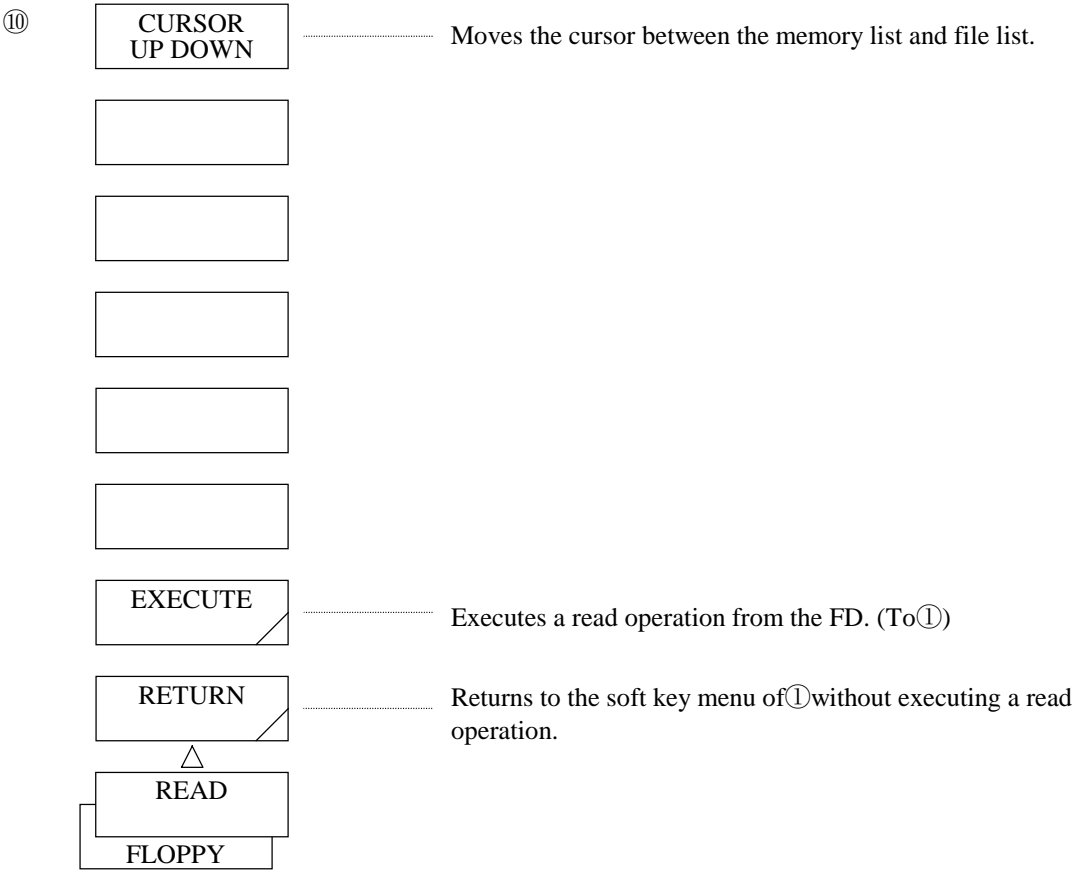 ⑩
CURSOR
UP DOWN
Moves the cursor between the memory list and file list.
EXECUTE
Executes a read operation from the FD. (To①)
RETURN
Returns to the soft key menu of①without executing a read
operation.
READ
FLOPPY